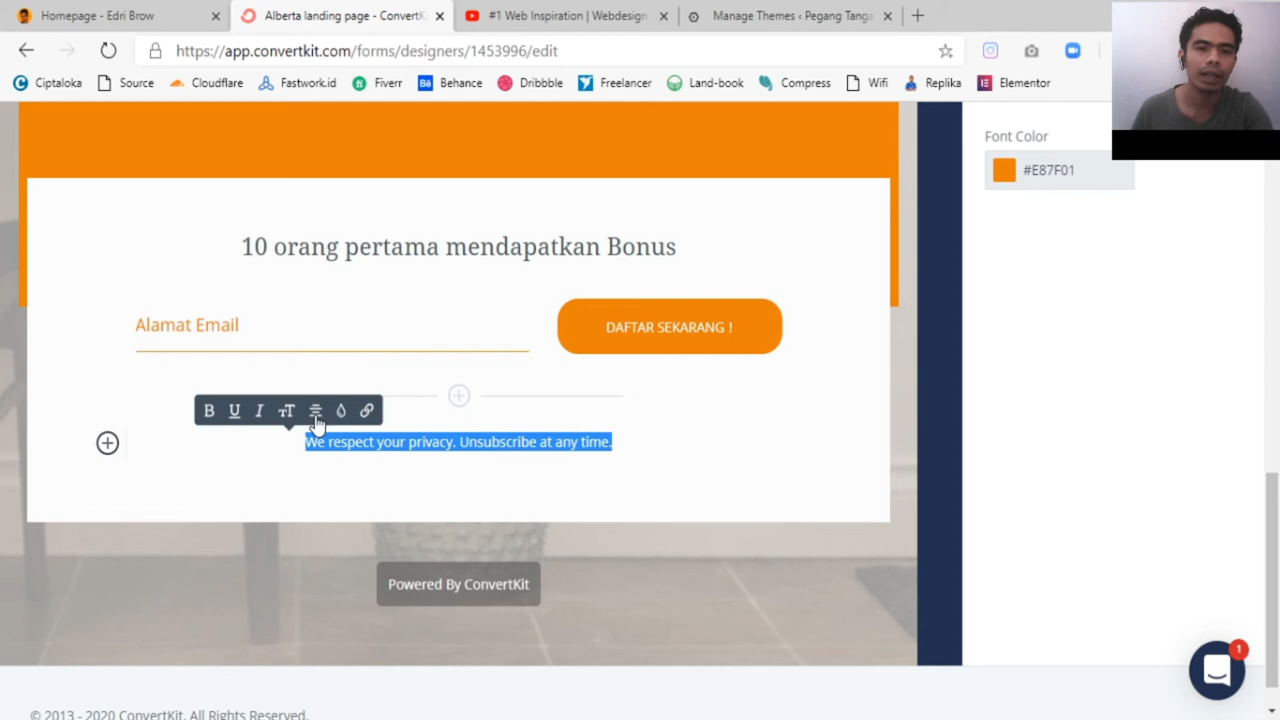 Homepage - Edri Brow
Alberta landing page - ConvertK
#1 Web Inspiration | Webdesign
Manage Themes ‹ Pegang Tanga
https://app.convertkit.com/forms/designers/1453996/edit
Ciptaloka
Source
Cloudflare
Fastwork.id
Fiverr
Behance
Dribbble
Freelancer
Land-book
Compress
Wifi
Replika
Elementor
Font Color
#E87F01
10 orang pertama mendapatkan Bonus
Alamat Email
DAFTAR SEKARANG !
B U I TT
We respect your privacy. Unsubscribe at any time.
Powered By ConvertKit
1
© 2013 - 2020 ConvertKit. All Rights Reserved.